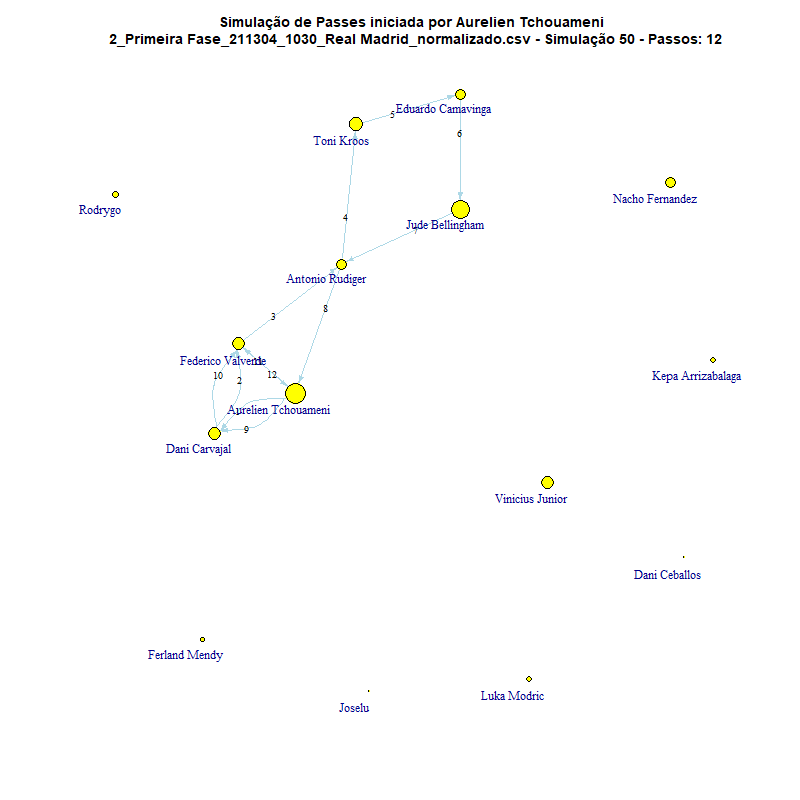 Simulação de Passes iniciada por Aurelien Tchouameni
2_Primeira Fase_211304_1030_Real Madrid_normalizado.csv - Simulação 50 - Passos: 12
Eduardo Camavinga
5
Toni Kroos
6
Nacho Fernandez
Rodrygo
4
Jude Bellingham
7
Antonio Rudiger
8
3
Federico Valverde
11
10
2
12
Kepa Arrizabalaga
Aurelien Tchouameni
9
Dani Carvajal
Vinicius Junior
Dani Ceballos
Ferland Mendy
Luka Modric
Joselu